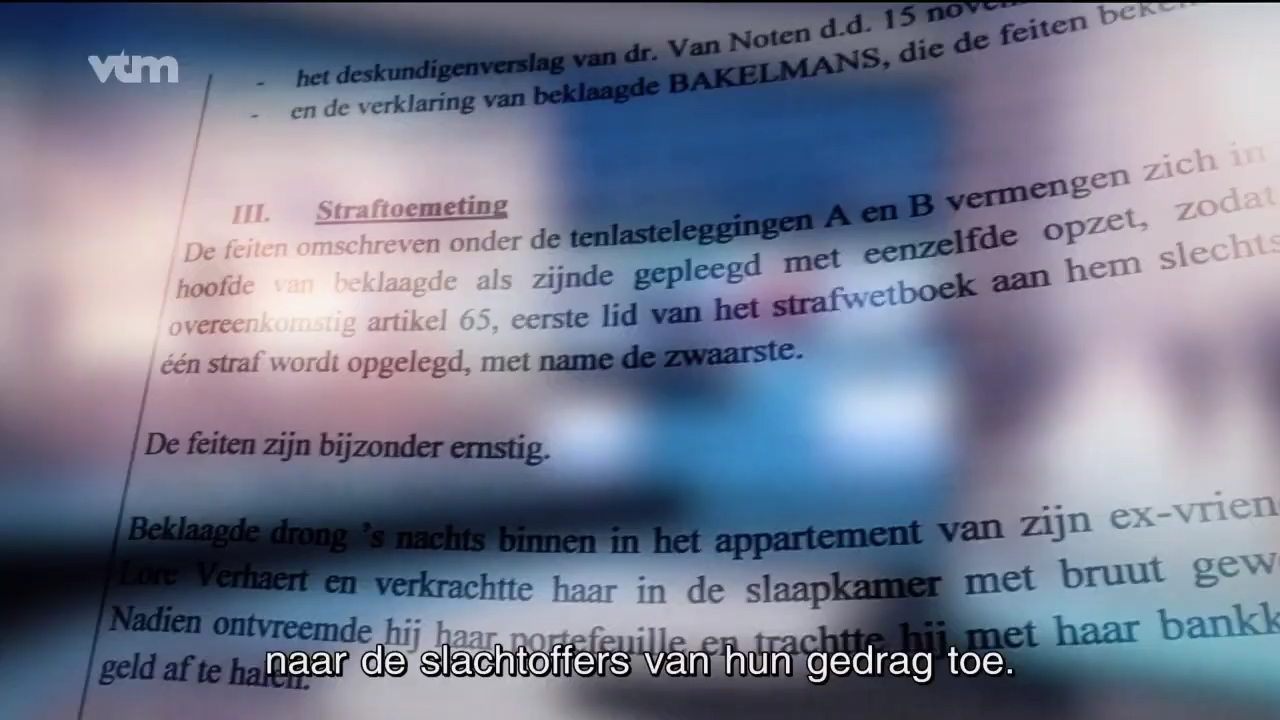 vtm
- het deskundigenverslag van dr. Van Noten d.d. 15
- en de verklaring van beklaagde BAKELMANS, die de feiten
III. Straftoemeting
De feiten omschreven onder de tenlasteleggingen A en B vermengen zich in
hoofde van beklaagde als zijnde gepleegd met eenzelfde opzet, zodat
overeenkomstig artikel 65, eerste lid van het strafwetboek aan hem slechts
één straf wordt opgelegd, met name de zwaarste.
De feiten zijn bijzonder ernstig.
Beklaagde drong 's nachts binnen in het appartement van zijn ex-vrien
Lore Verhaert en verkrachtte haar in de slaapkamer met bruut gew
Nadien ontvreemde hij haar portefeuille en trachtte hij met haar bankk
geld af te halen.
naar de slachtoffers van hun gedrag toe.